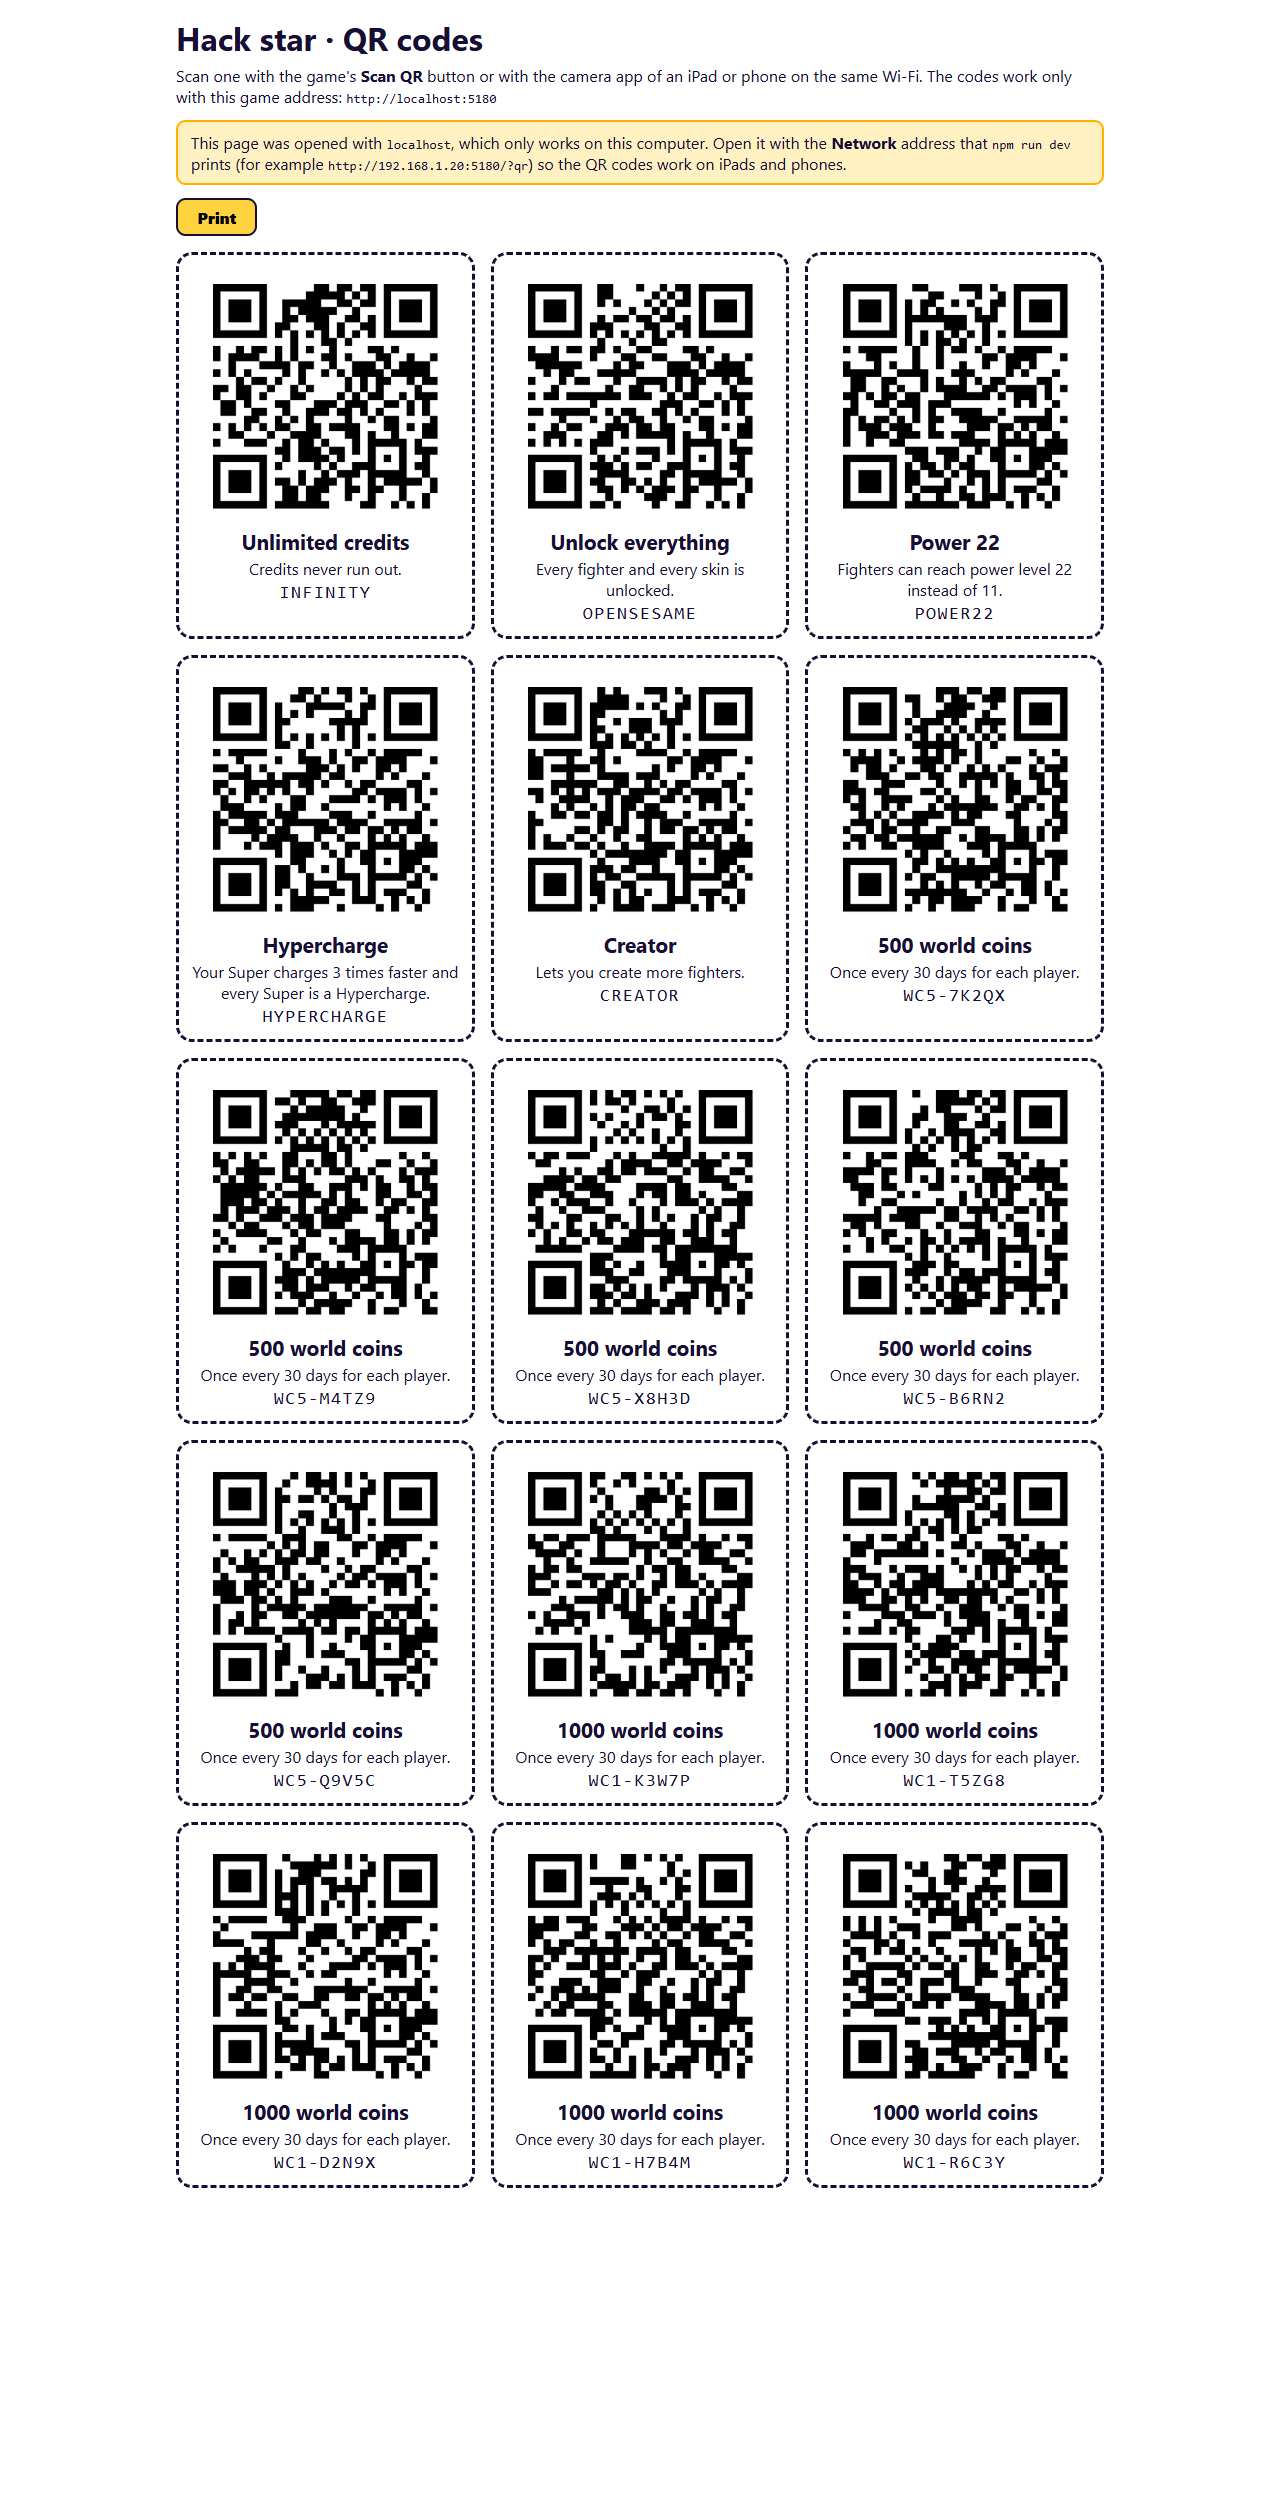 Hack star · QR codes
Scan one with the game's Scan QR button or with the camera app of an iPad or phone on the same Wi-Fi. The codes work only
with this game address: http://localhost:5180
This page was opened with localhost, which only works on this computer. Open it with the Network address that npm run dev
prints (for example http://192.168.1.20:5180/?qr) so the QR codes work on iPads and phones.
Print
Unlimited credits
Credits never run out.
INFINITY
Unlock everything
Every fighter and every skin is
unlocked.
OPENSESAME
Power 22
Fighters can reach power level 22
instead of 11.
POWER22
Hypercharge
Your Super charges 3 times faster and
every Super is a Hypercharge.
HYPERCHARGE
Creator
Lets you create more fighters.
CREATOR
500 world coins
Once every 30 days for each player.
WC5-7K2QX
500 world coins
Once every 30 days for each player.
WC5-M4TZ9
500 world coins
Once every 30 days for each player.
WC5-X8H3D
500 world coins
Once every 30 days for each player.
WC5-B6RN2
500 world coins
Once every 30 days for each player.
WC5-Q9V5C
1000 world coins
Once every 30 days for each player.
WC1-K3W7P
1000 world coins
Once every 30 days for each player.
WC1-T5ZG8
1000 world coins
Once every 30 days for each player.
WC1-D2N9X
1000 world coins
Once every 30 days for each player.
WC1-H7B4M
1000 world coins
Once every 30 days for each player.
WC1-R6C3Y